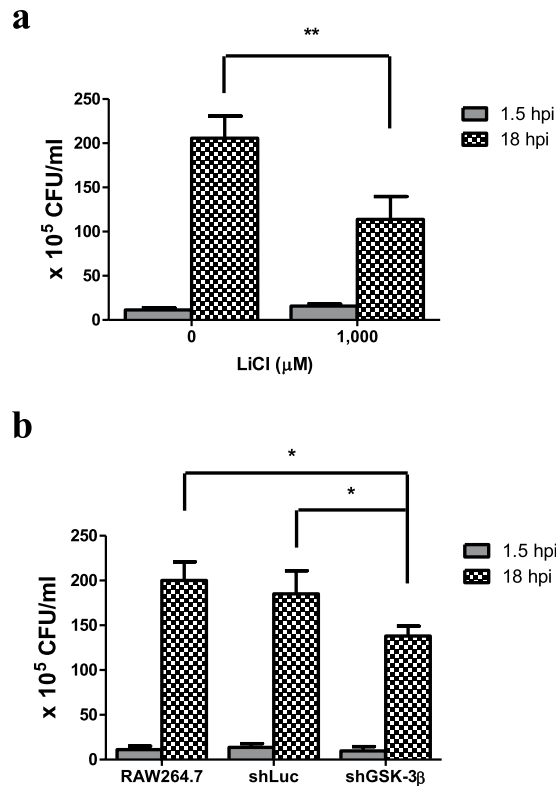 a
**
250
200
150
100
50
0
x 10⁵ CFU/ml
1.5 hpi
18 hpi
0
1,000
LiCl (μM)
b
*
*
250
200
150
100
50
0
x 10⁵ CFU/ml
1.5 hpi
18 hpi
RAW264.7
shLuc
shGSK-3β